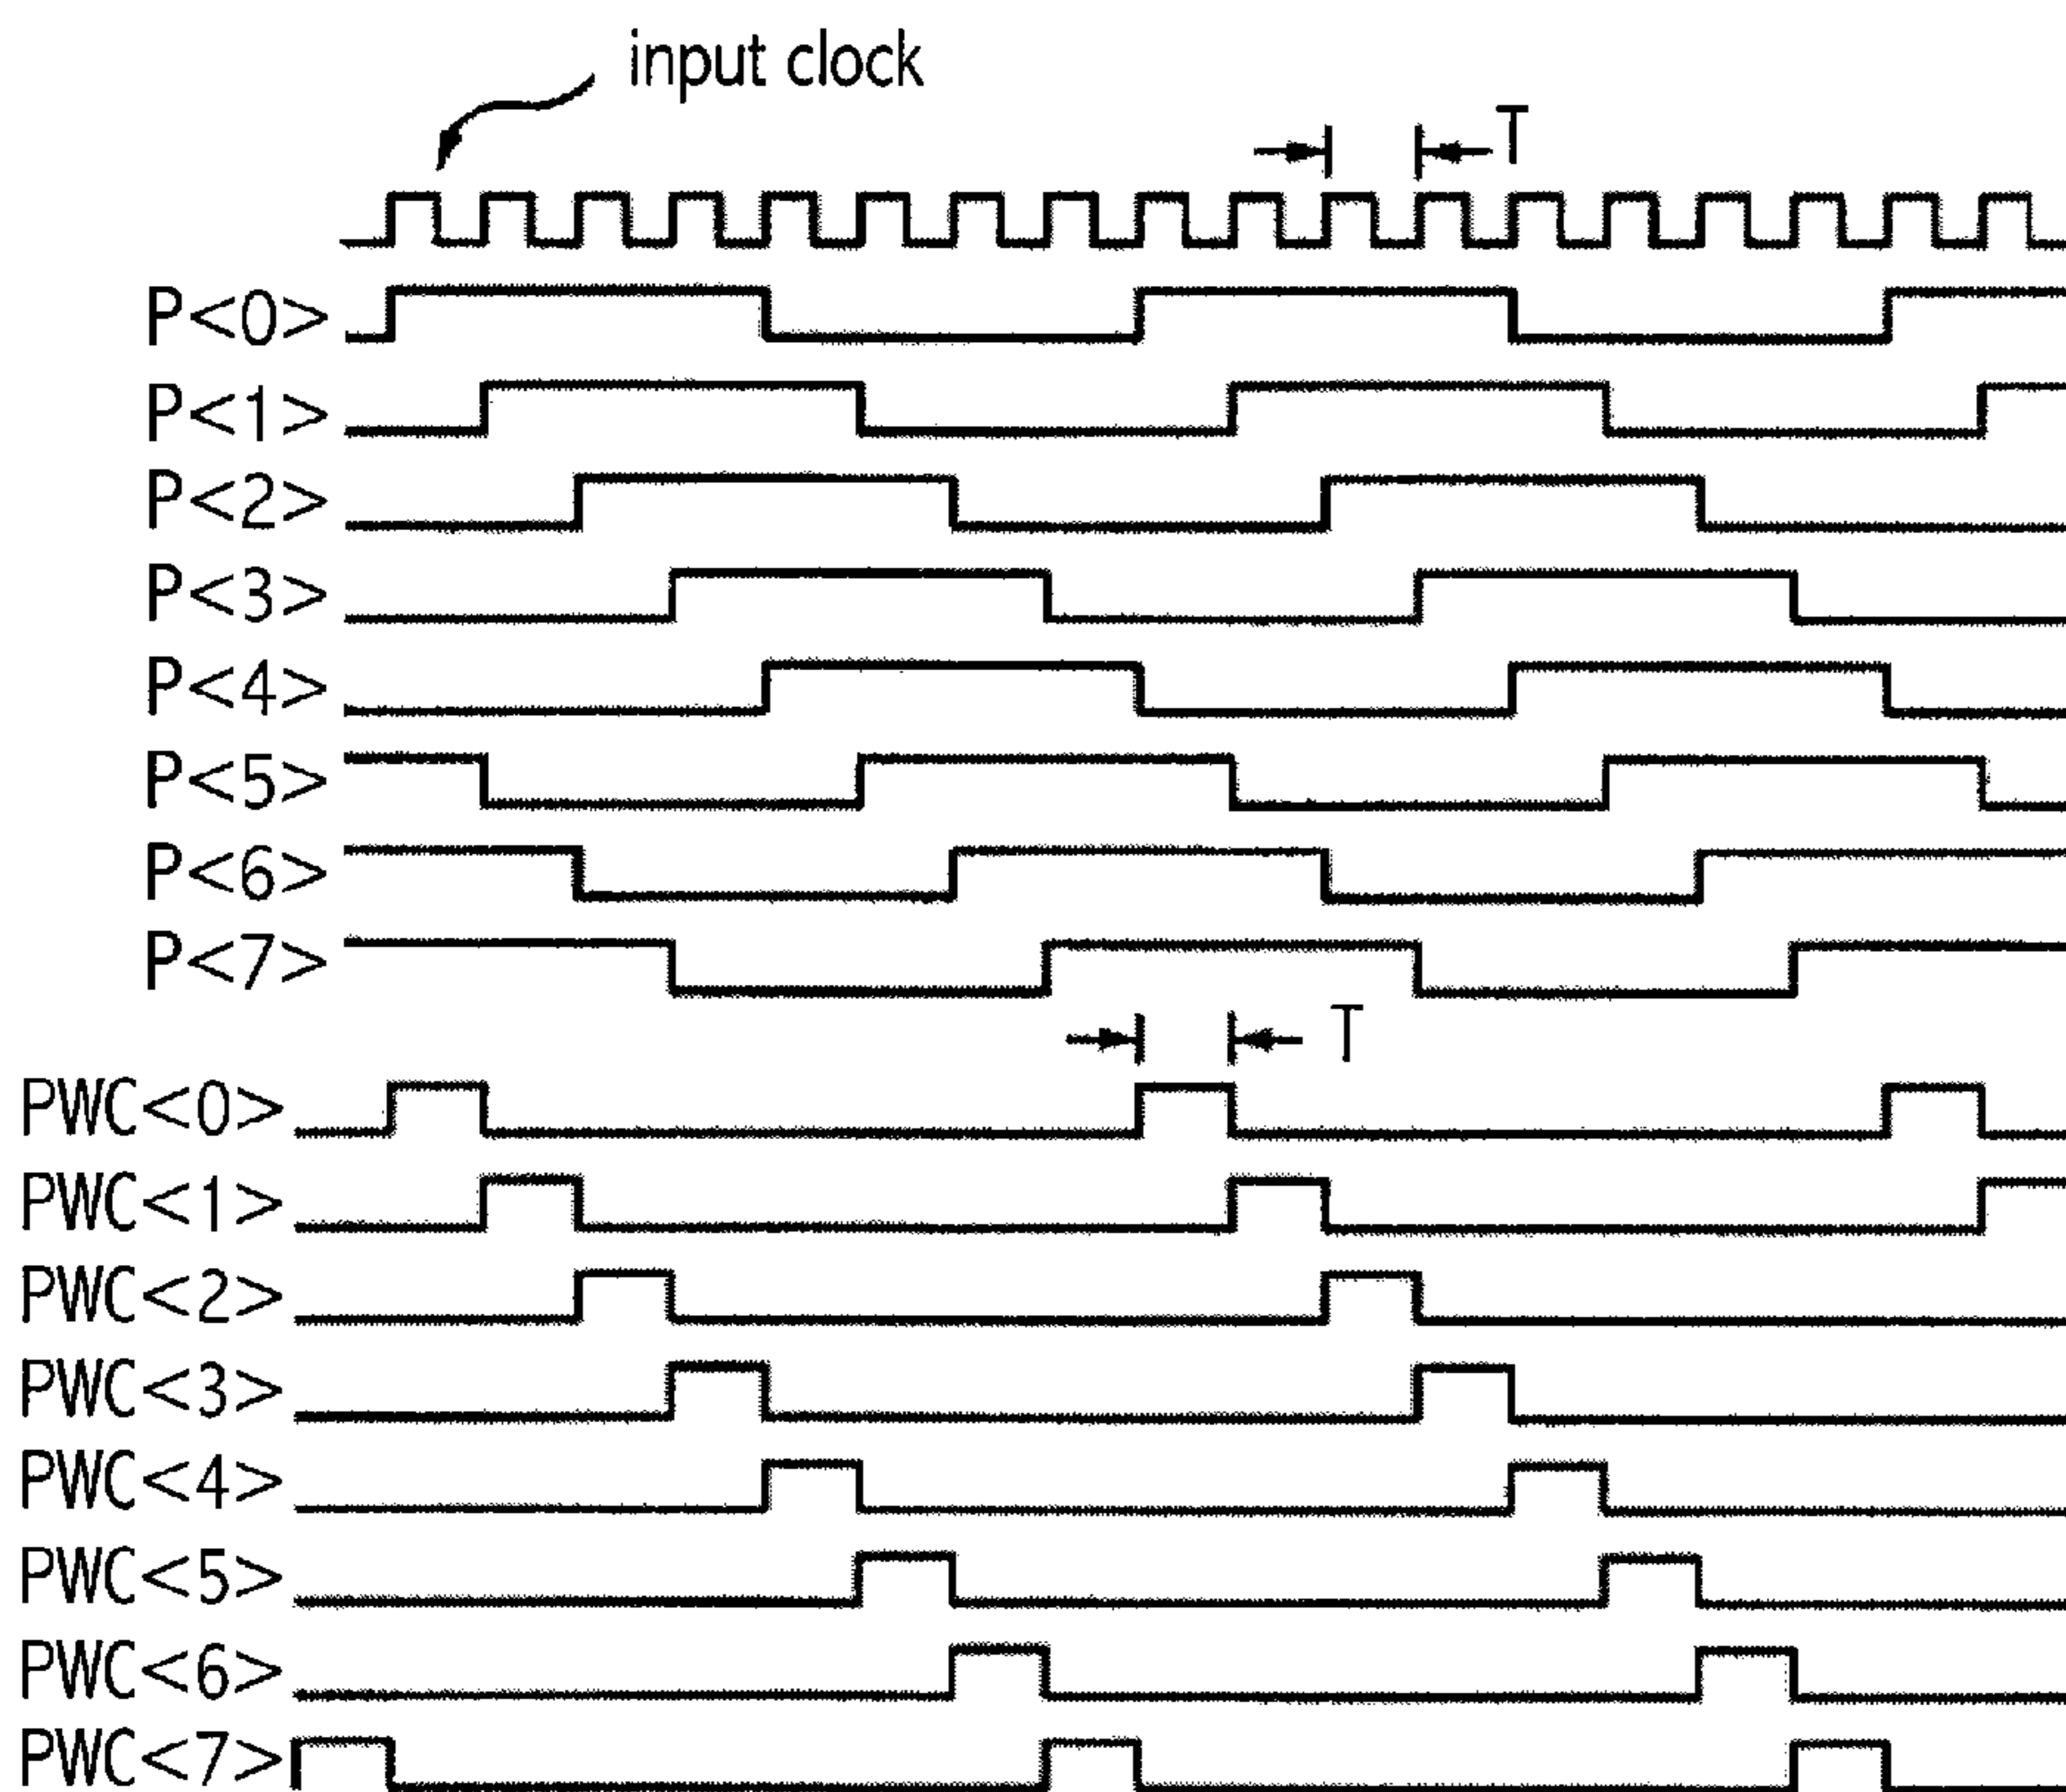 input clock
T
P<0>
P<1>
P<2>
P<3>
P<4>
P<5>
P<6>
P<7>
T
PWC<0>
PWC<1>
PWC<2>
PWC<3>
PWC<4>
PWC<5>
PWC<6>
PWC<7>